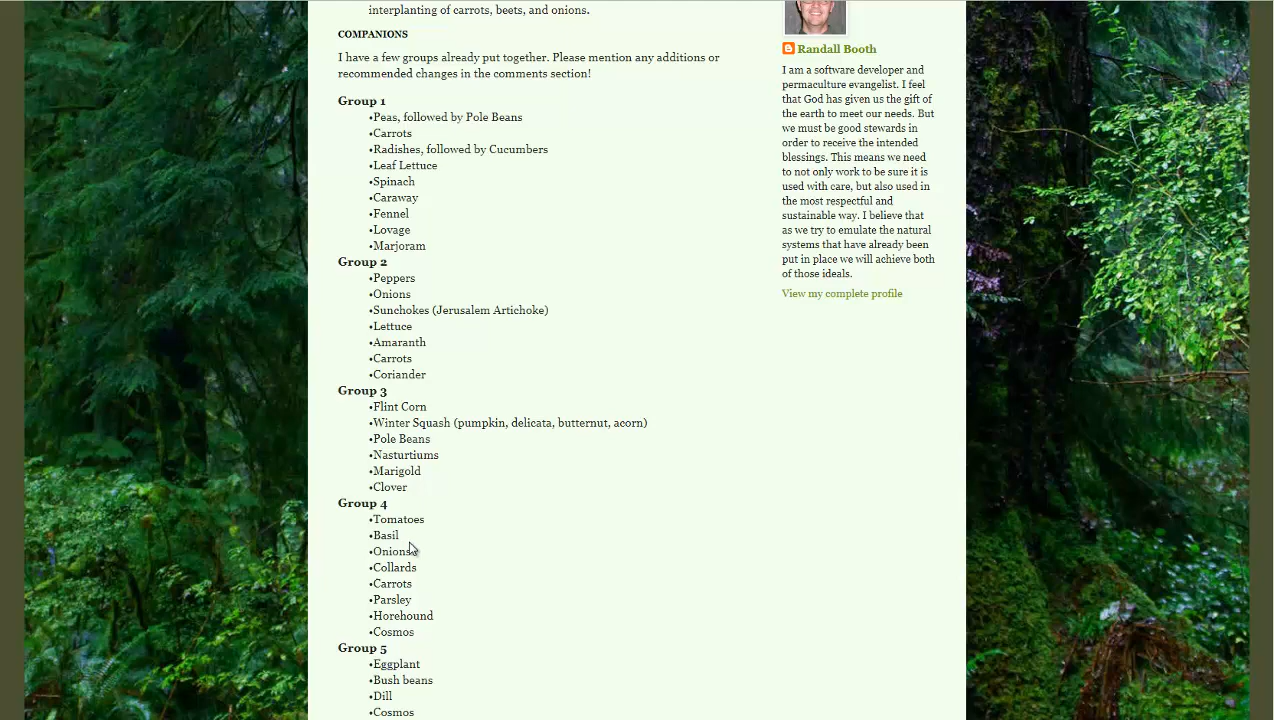 interplanting of carrots, beets, and onions.
COMPANIONS
I have a few groups already put together. Please mention any additions or
recommended changes in the comments section!
Group 1
•Peas, followed by Pole Beans
•Carrots
•Radishes, followed by Cucumbers
•Leaf Lettuce
•Spinach
•Caraway
•Fennel
•Lovage
•Marjoram
Group 2
•Peppers
•Onions
•Sunchokes (Jerusalem Artichoke)
•Lettuce
•Amaranth
•Carrots
•Coriander
Group 3
•Flint Corn
•Winter Squash (pumpkin, delicata, butternut, acorn)
•Pole Beans
•Nasturtiums
•Marigold
•Clover
Group 4
•Tomatoes
•Basil
•Onions
•Collards
•Carrots
•Parsley
•Horehound
•Cosmos
Group 5
•Eggplant
•Bush beans
•Dill
•Cosmos
Randall Booth
I am a software developer and
permaculture evangelist. I feel
that God has given us the gift of
the earth to meet our needs. But
we must be good stewards in
order to receive the intended
blessings. This means we need
to not only work to be sure it is
used with care, but also used in
the most respectful and
sustainable way. I believe that
as we try to emulate the natural
systems that have already been
put in place we will achieve both
of those ideals.
View my complete profile